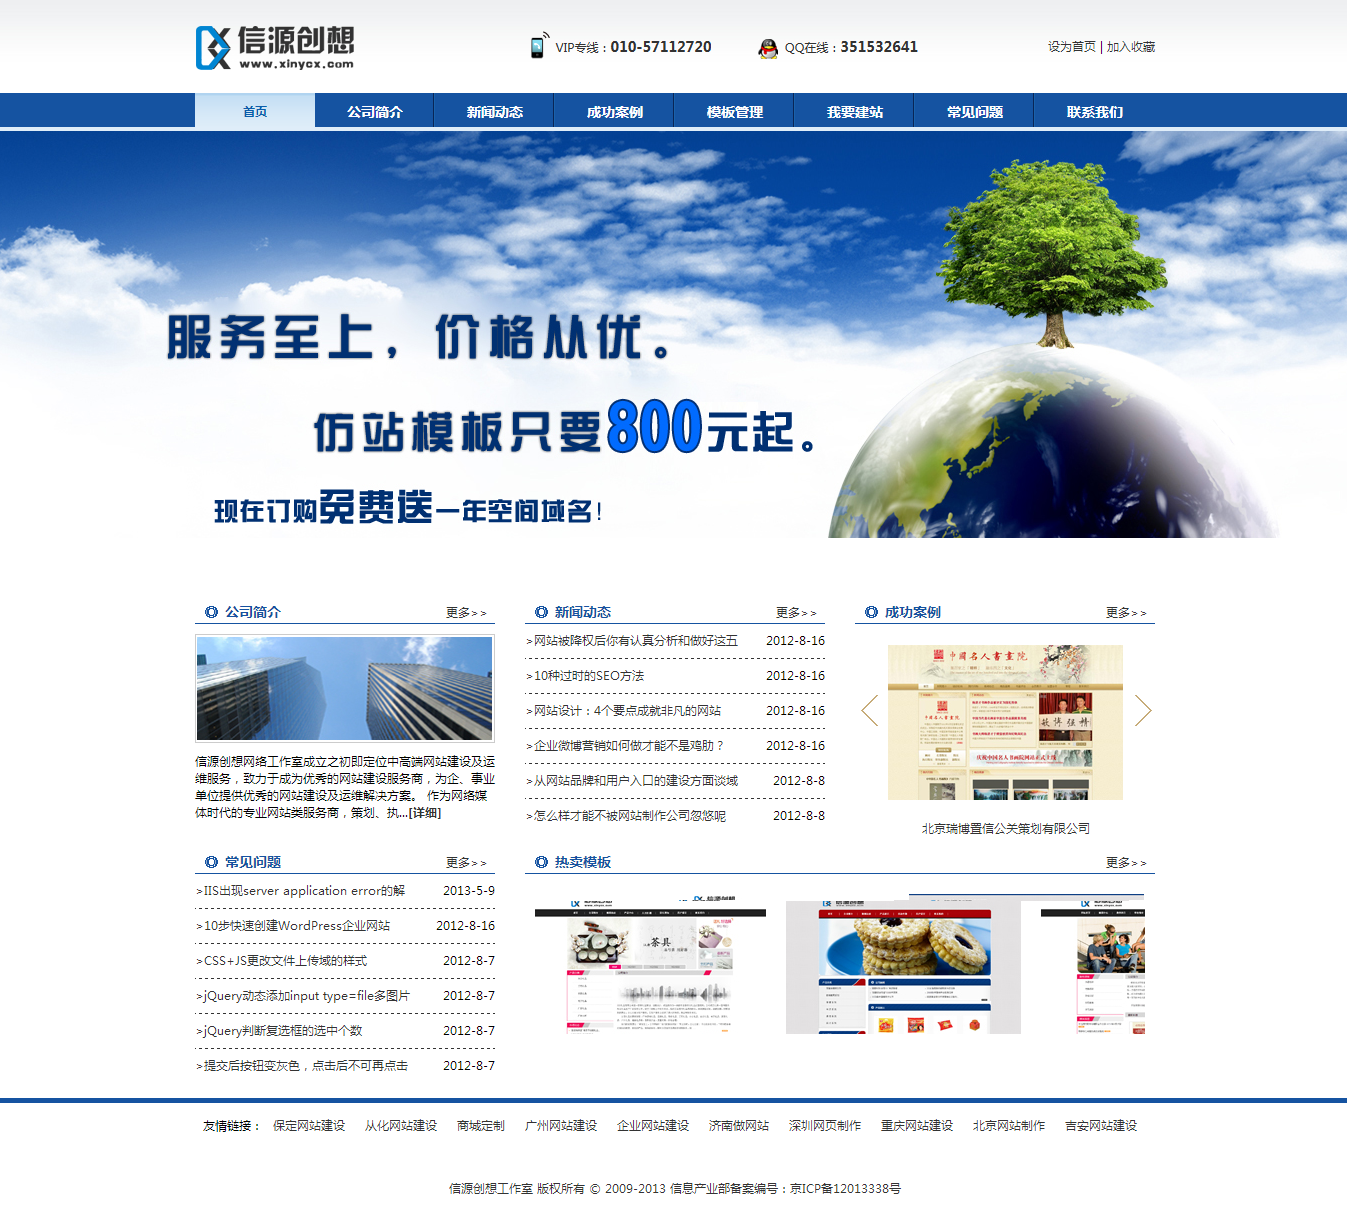 信源创想
www.xinycx.com
VIP专线：010-57112720
QQ在线：351532641
设为首页 | 加入收藏
首页
公司简介
新闻动态
成功案例
模板管理
我要建站
常见问题
联系我们
服务至上，价格从优。
仿站模板只要800元起。
现在订购免费送一年空间域名!
公司简介
更多>>
信源创想网络工作室成立之初即定位中高端网站建设及运
维服务，致力于成为优秀的网站建设服务商，为企、事业
单位提供优秀的网站建设及运维解决方案。 作为网络媒
体时代的专业网站类服务商，策划、执...[详细]
新闻动态
更多>>
>网站被降权后你有认真分析和做好这五 2012-8-16
>10种过时的SEO方法 2012-8-16
>网站设计：4个要点成就非凡的网站 2012-8-16
>企业微博营销如何做才能不是鸡肋？ 2012-8-16
>从网站品牌和用户入口的建设方面谈域 2012-8-8
>怎么样才能不被网站制作公司忽悠呢 2012-8-8
成功案例
更多>>
中國名人书画院
北京瑞博置信公关策划有限公司
常见问题
更多>>
>IIS出现server application error的解 2013-5-9
>10步快速创建WordPress企业网站 2012-8-16
>CSS+JS更改文件上传域的样式 2012-8-7
>jQuery动态添加input type=file多图片 2012-8-7
>jQuery判断复选框的选中个数 2012-8-7
>提交后按钮变灰色，点击后不可再点击 2012-8-7
热卖模板
更多>>
茶具
友情链接： 保定网站建设 从化网站建设 商城定制 广州网站建设 企业网站建设 济南做网站 深圳网页制作 重庆网站建设 北京网站制作 吉安网站建设
信源创想工作室 版权所有 © 2009-2013 信息产业部备案编号：京ICP备12013338号